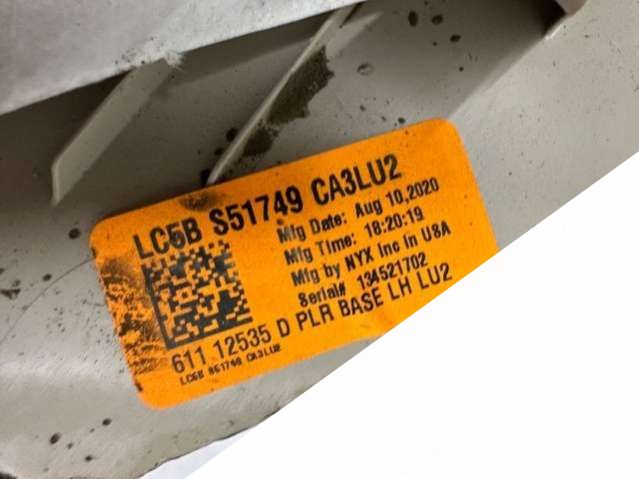 LC5B S51749 CA3LU2
Mfg Date: Aug 10,2020
Mfg Time: 18:20:19
Mfg by NYX Inc in USA
Serial# 134521702
611 12535 D PLR BASE LH LU2
LC5B S51749 CA3LU2